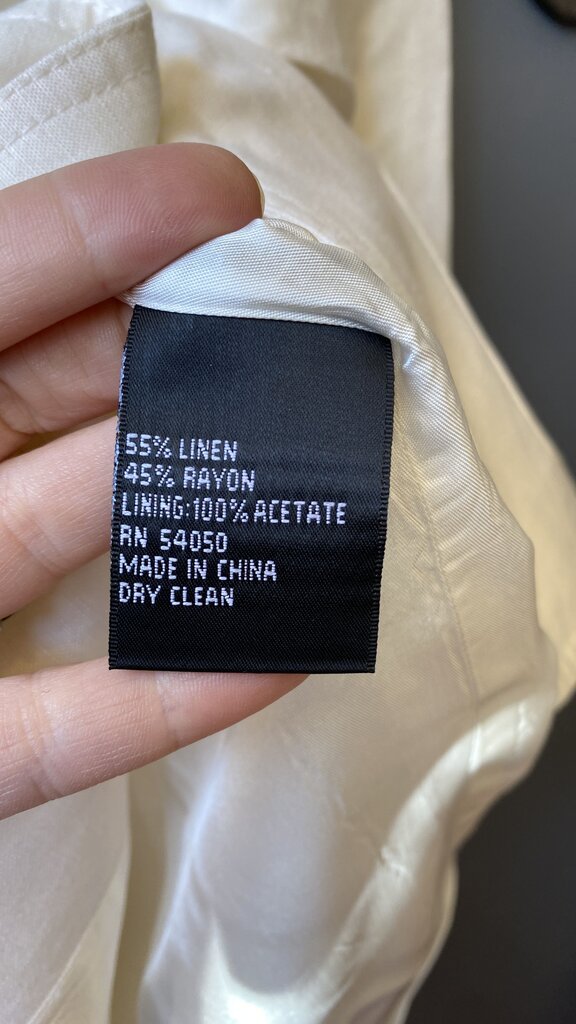 55% LINEN
45% RAYON
LINING:100% ACETATE
RN 54050
MADE IN CHINA
DRY CLEAN